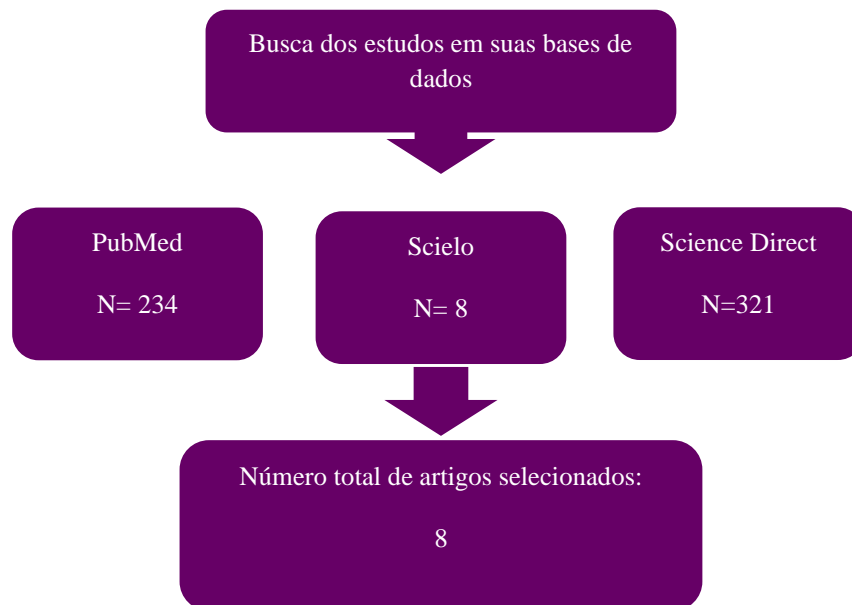 Busca dos estudos em suas bases de
dados
PubMed
N= 234
Scielo
N= 8
Science Direct
N=321
Número total de artigos selecionados:
8